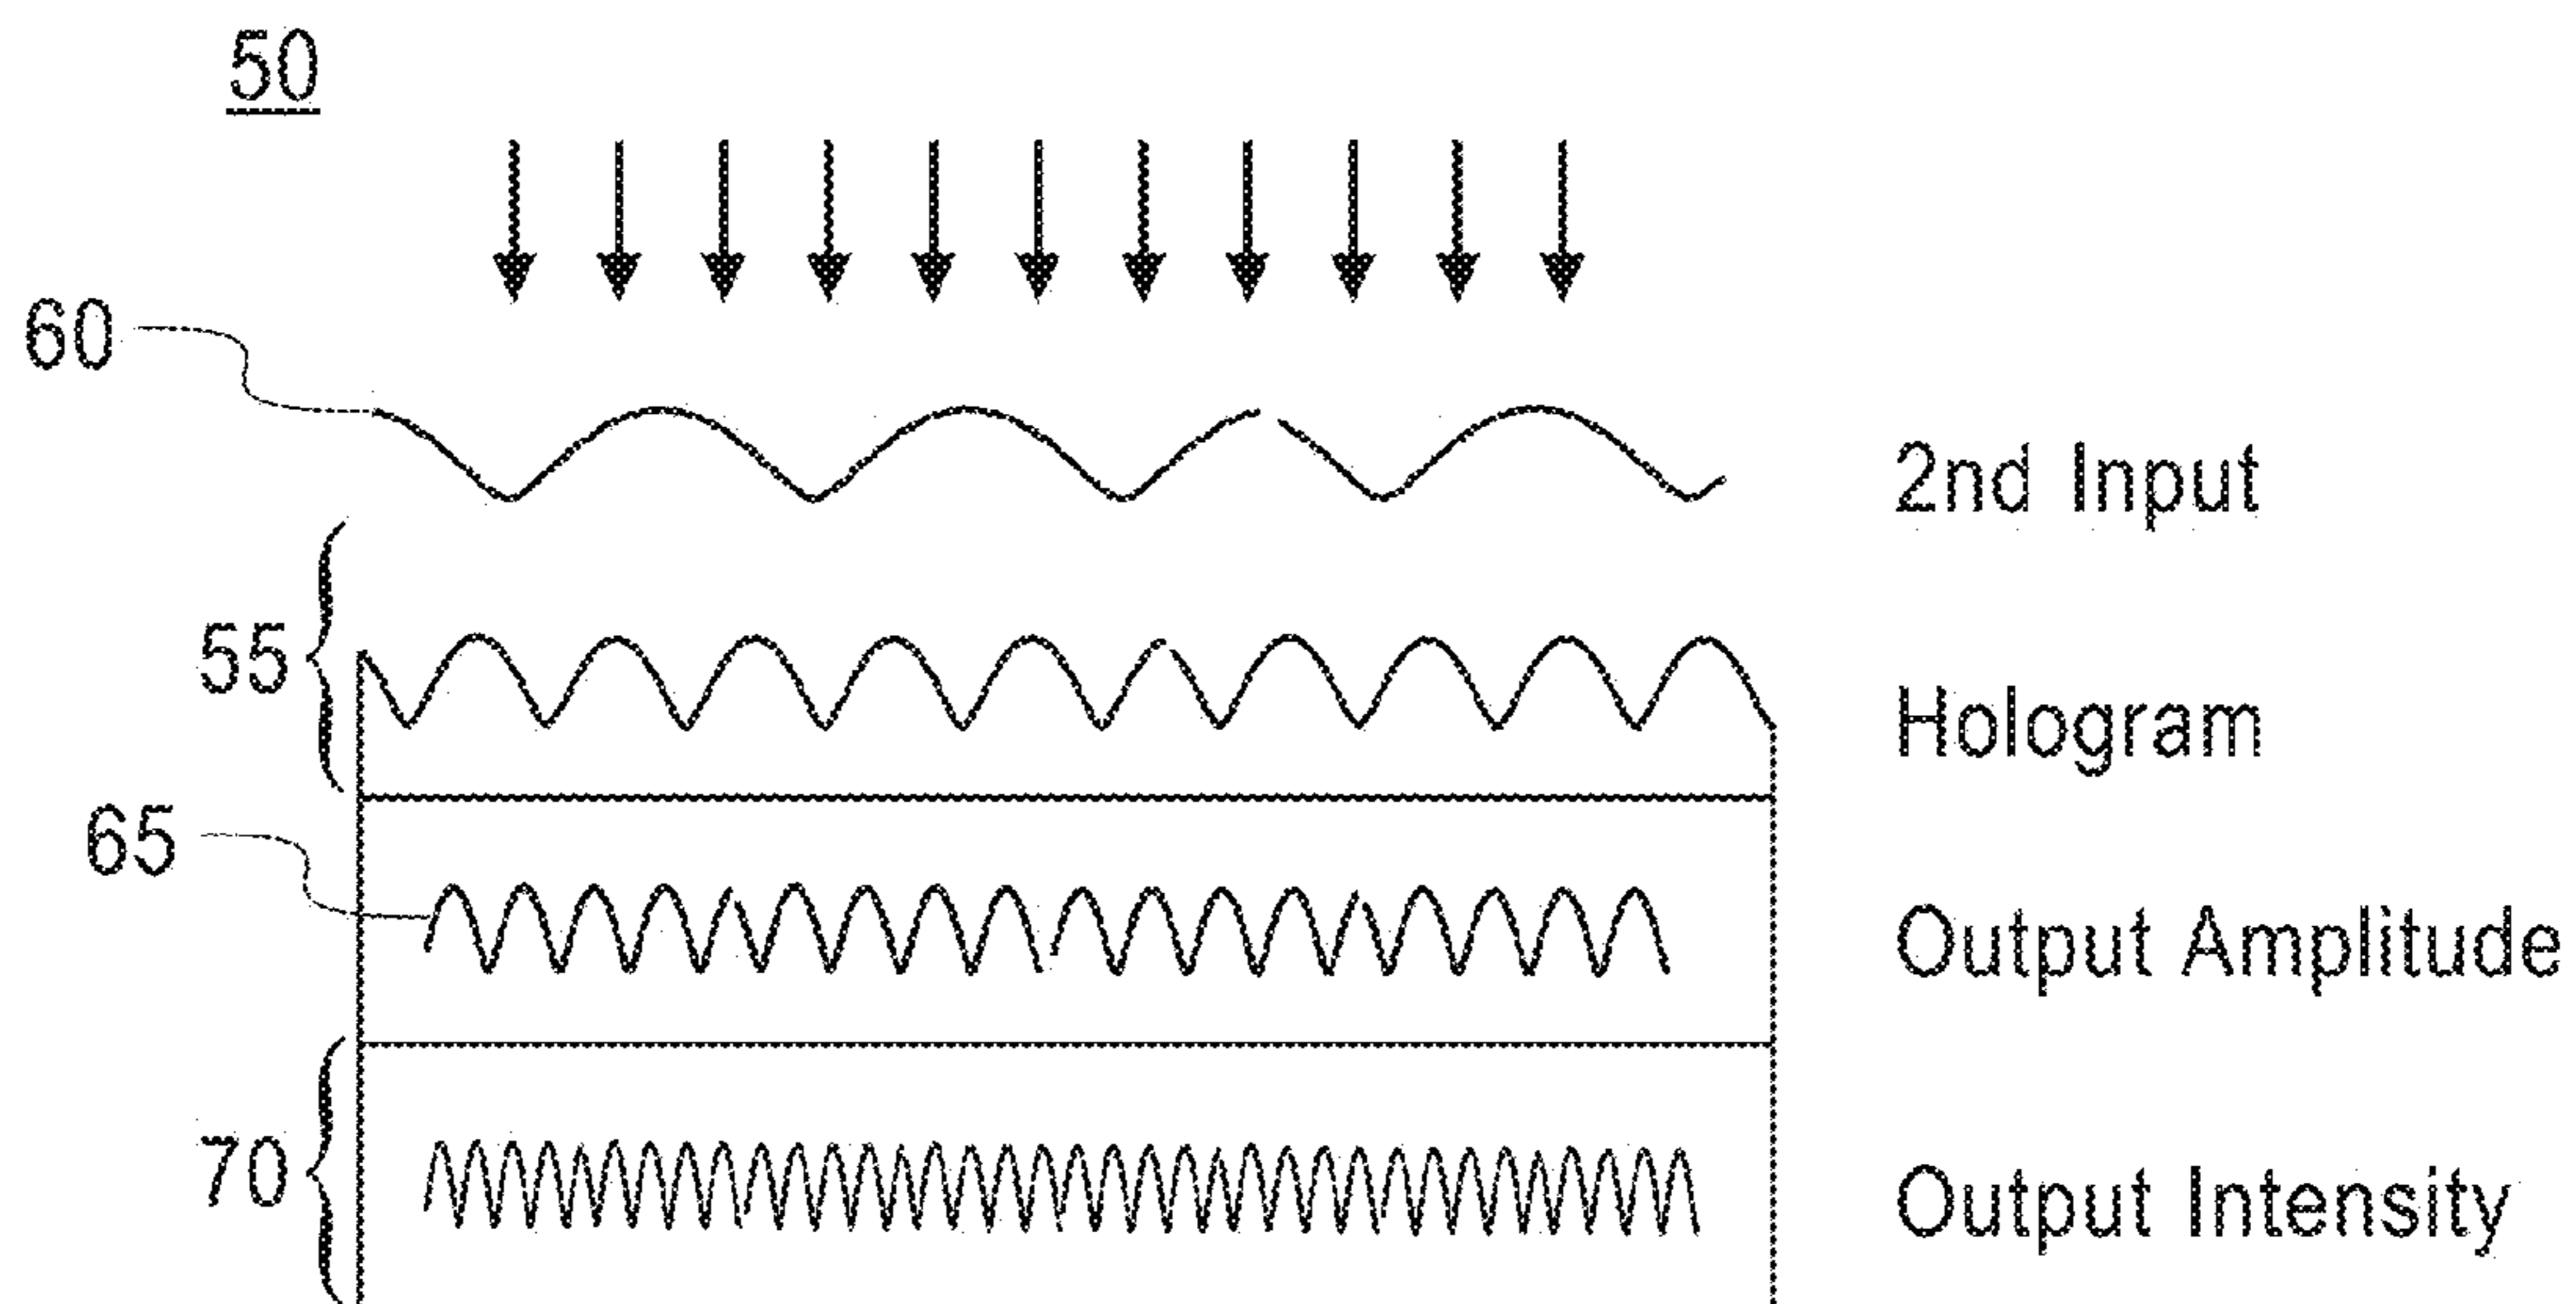 50
60
2nd Input
55
Hologram
65
Output Amplitude
70
Output Intensity